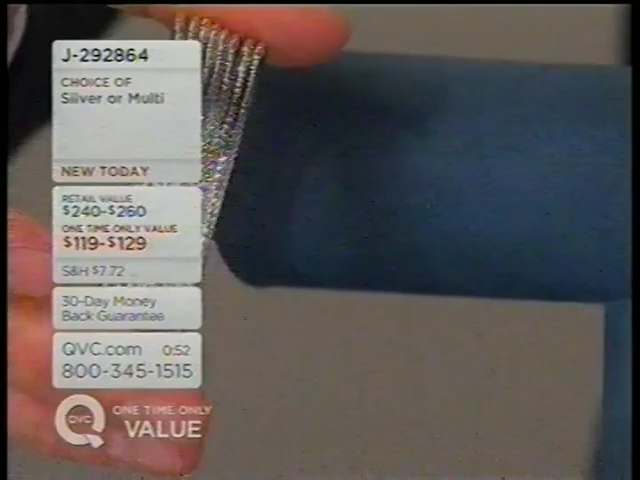 J-292864
CHOICE OF
Silver or Multi
NEW TODAY
RETAIL VALUE
$240-$260
ONE TIME ONLY VALUE
$119-$129
S&H $7.72
30-Day Money
Back Guarantee
QVC.com 0:52
800-345-1515
QVC
ONE TIME ONLY
VALUE